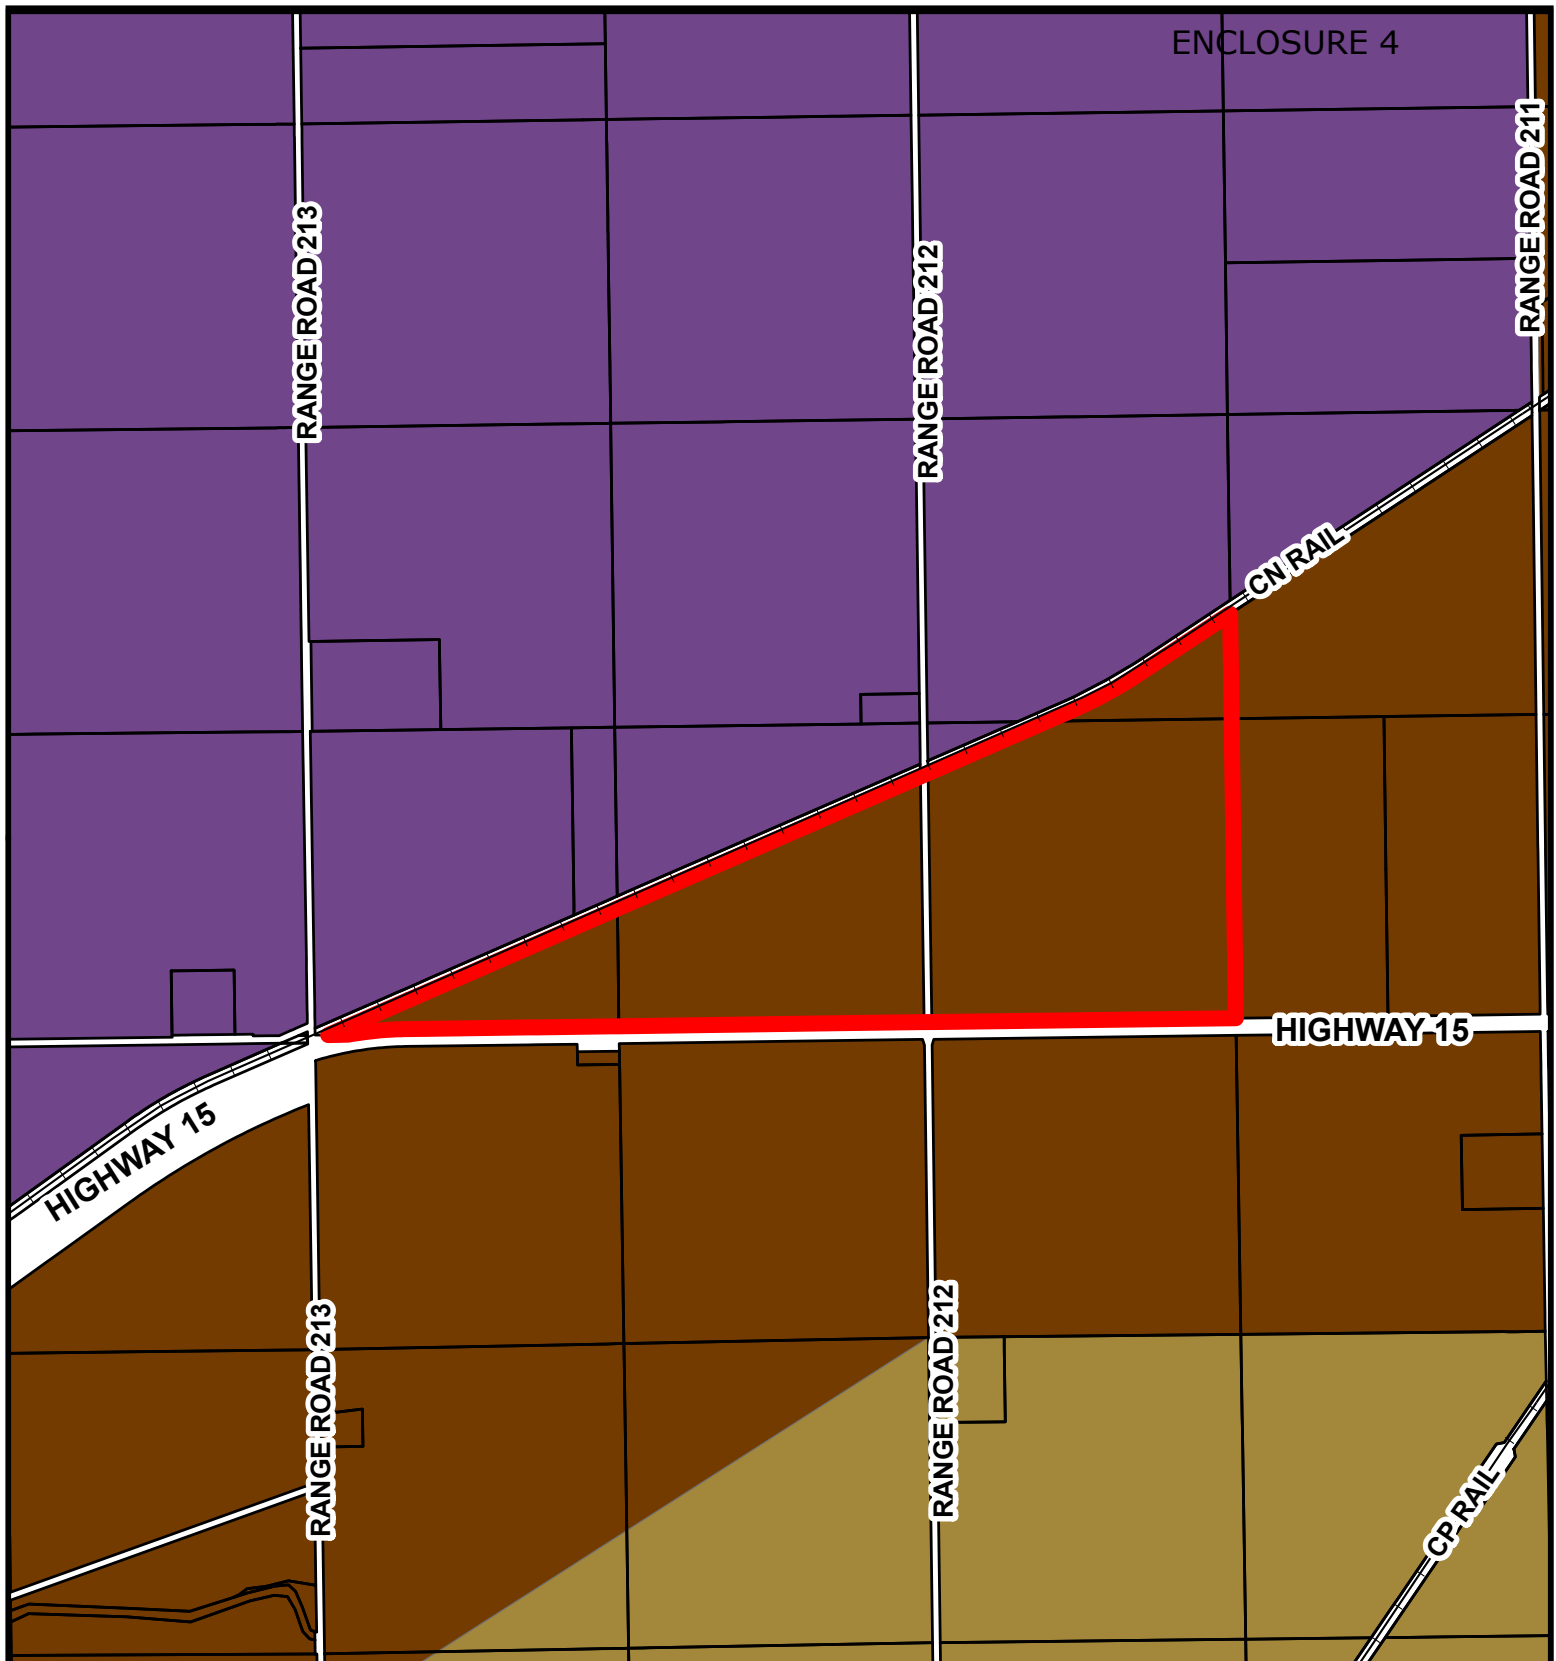 ENCLOSURE 4
RANGE ROAD 211
RANGE ROAD 213
RANGE ROAD 212
CN RAIL
HIGHWAY 15
HIGHWAY 15
RANGE ROAD 212
RANGE ROAD 213
CP RAIL